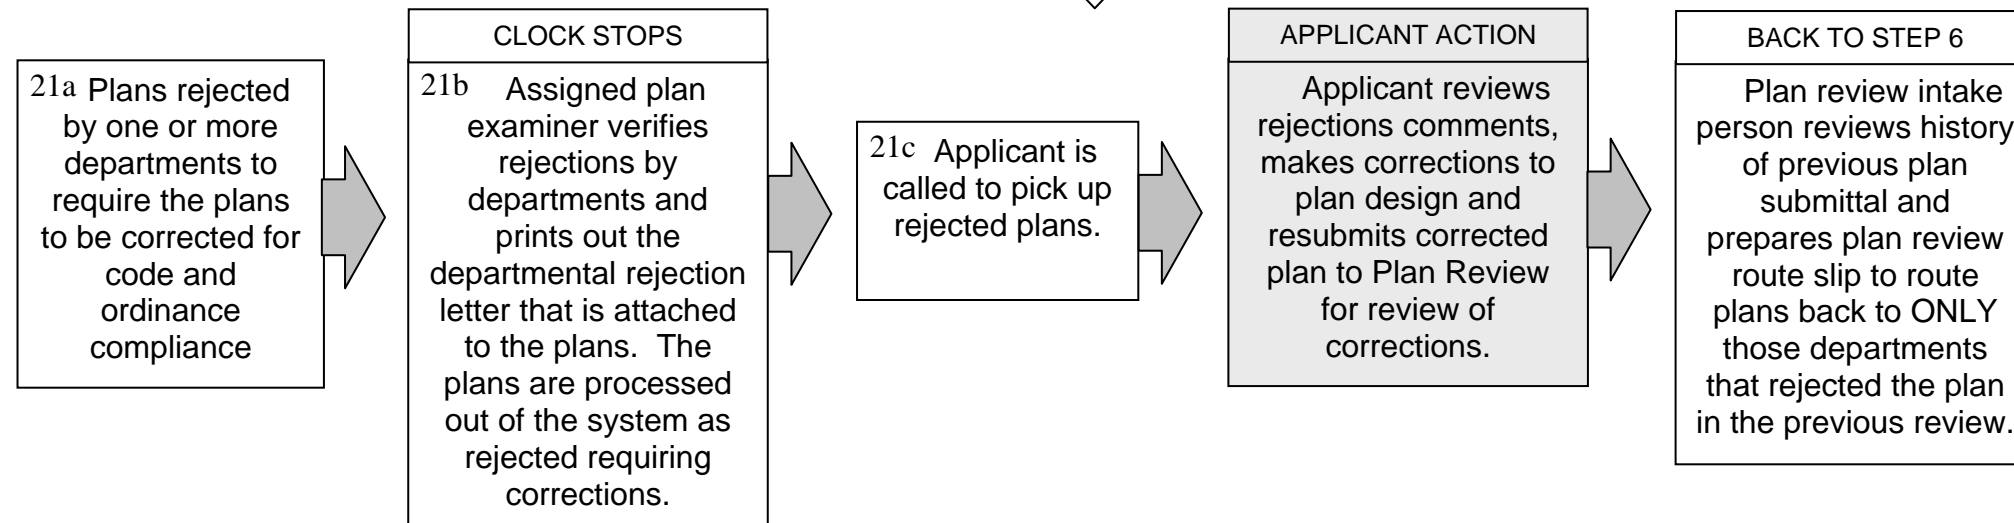 21a Plans rejected
by one or more
departments to
require the plans
to be corrected for
code and
ordinance
compliance
CLOCK STOPS
21b Assigned plan
examiner verifies
rejections by
departments and
prints out the
departmental rejection
letter that is attached
to the plans. The
plans are processed
out of the system as
rejected requiring
corrections.
21c Applicant is
called to pick up
rejected plans.
APPLICANT ACTION
Applicant reviews
rejections comments,
makes corrections to
plan design and
resubmits corrected
plan to Plan Review
for review of
corrections.
BACK TO STEP 6
Plan review intake
person reviews history
of previous plan
submittal and
prepares plan review
route slip to route
plans back to ONLY
those departments
that rejected the plan
in the previous review.